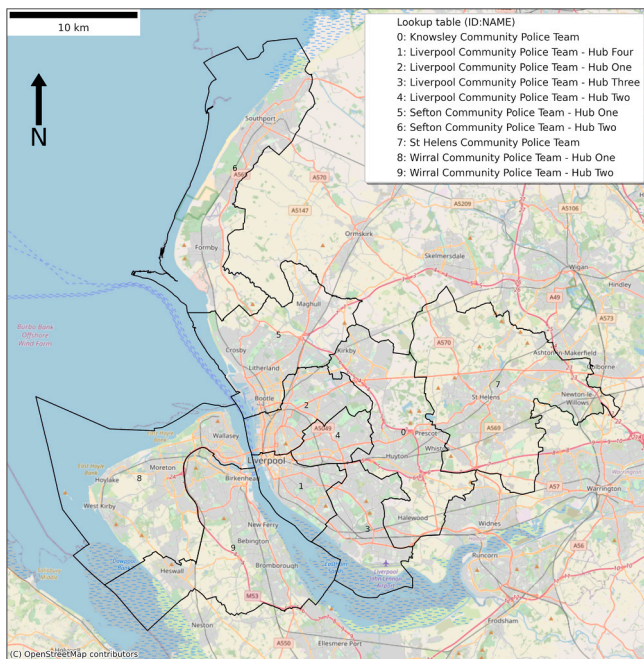 10 km
N
Lookup table (ID:NAME)
0: Knowsley Community Police Team
1: Liverpool Community Police Team - Hub Four
2: Liverpool Community Police Team - Hub One
3: Liverpool Community Police Team - Hub Three
4: Liverpool Community Police Team - Hub Two
5: Sefton Community Police Team - Hub One
6: Sefton Community Police Team - Hub Two
7: St Helens Community Police Team
8: Wirral Community Police Team - Hub One
9: Wirral Community Police Team - Hub Two
Southport
6
A565
A570
A5147
A5209
A5106
Ormskirk
Formby
Skelmersdale
Wigan
Hindley
A49
Maghull
Burbo Bank
Offshore
Wind Farm
A573
5
Crosby
Kirkby
A570
Litherland
Ashton-in-Makerfield
Golborne
Bootle
7
St Helens
Newton-le-
Willows
2
A5049
4
0
Prescot
A569
Wallasey
Liverpool
Huyton
Whiston
Moreton
Hoylake
8
Birkenhead
1
A57
Warrington
West Kirby
New Ferry
Halewood
Widnes
3
Bebington
9
A56
Runcorn
Heswall
Bromborough
M53
Neston
Frodsham
A550
Ellesmere Port
(C) OpenStreetMap contributors